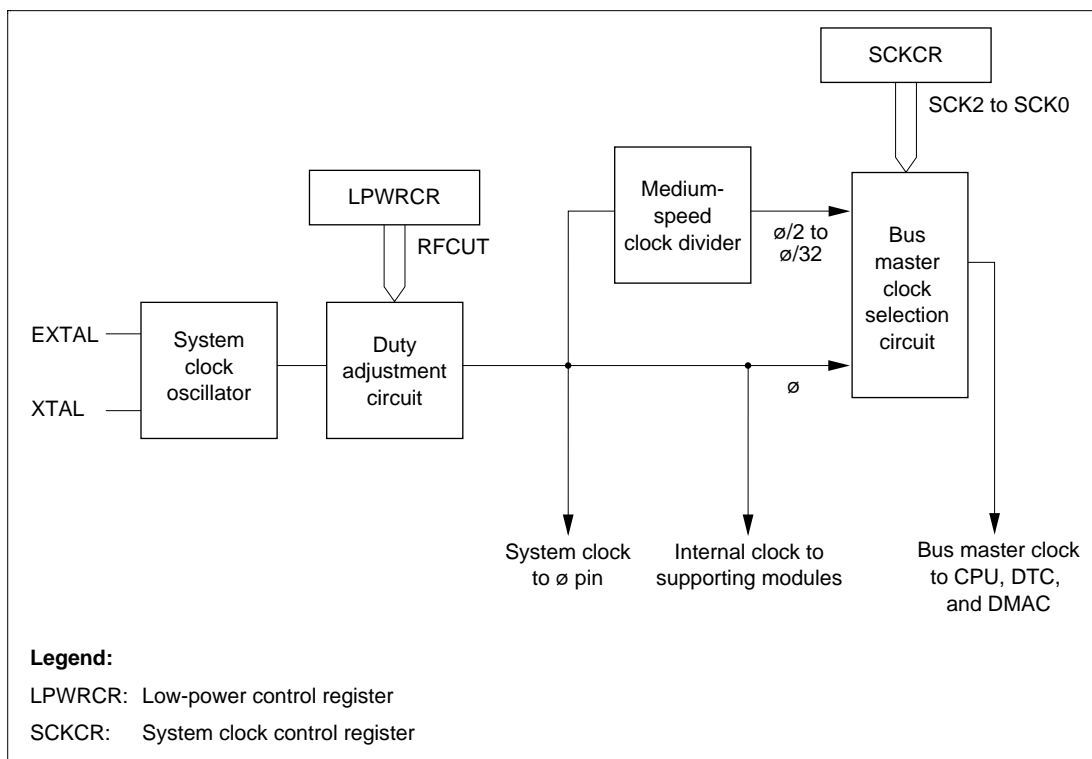 SCKCR
SCK2 to SCK0
LPWRCR
RFCUT
Medium-
speed
clock divider
ø/2 to
ø/32
Bus
master
clock
selection
circuit
EXTAL
XTAL
System
clock
oscillator
Duty
adjustment
circuit
ø
System clock
to ø pin
Internal clock to
supporting modules
Bus master clock
to CPU, DTC,
and DMAC
Legend:
LPWRCR: Low-power control register
SCKCR: System clock control register